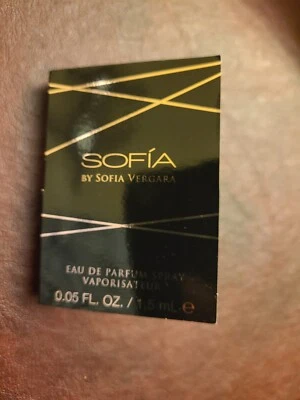 SOFÍA
BY SOFIA VERGARA
EAU DE PARFUM SPRAY
VAPORISATEUR
0.05 FL. OZ. / 1.5 mL ℮